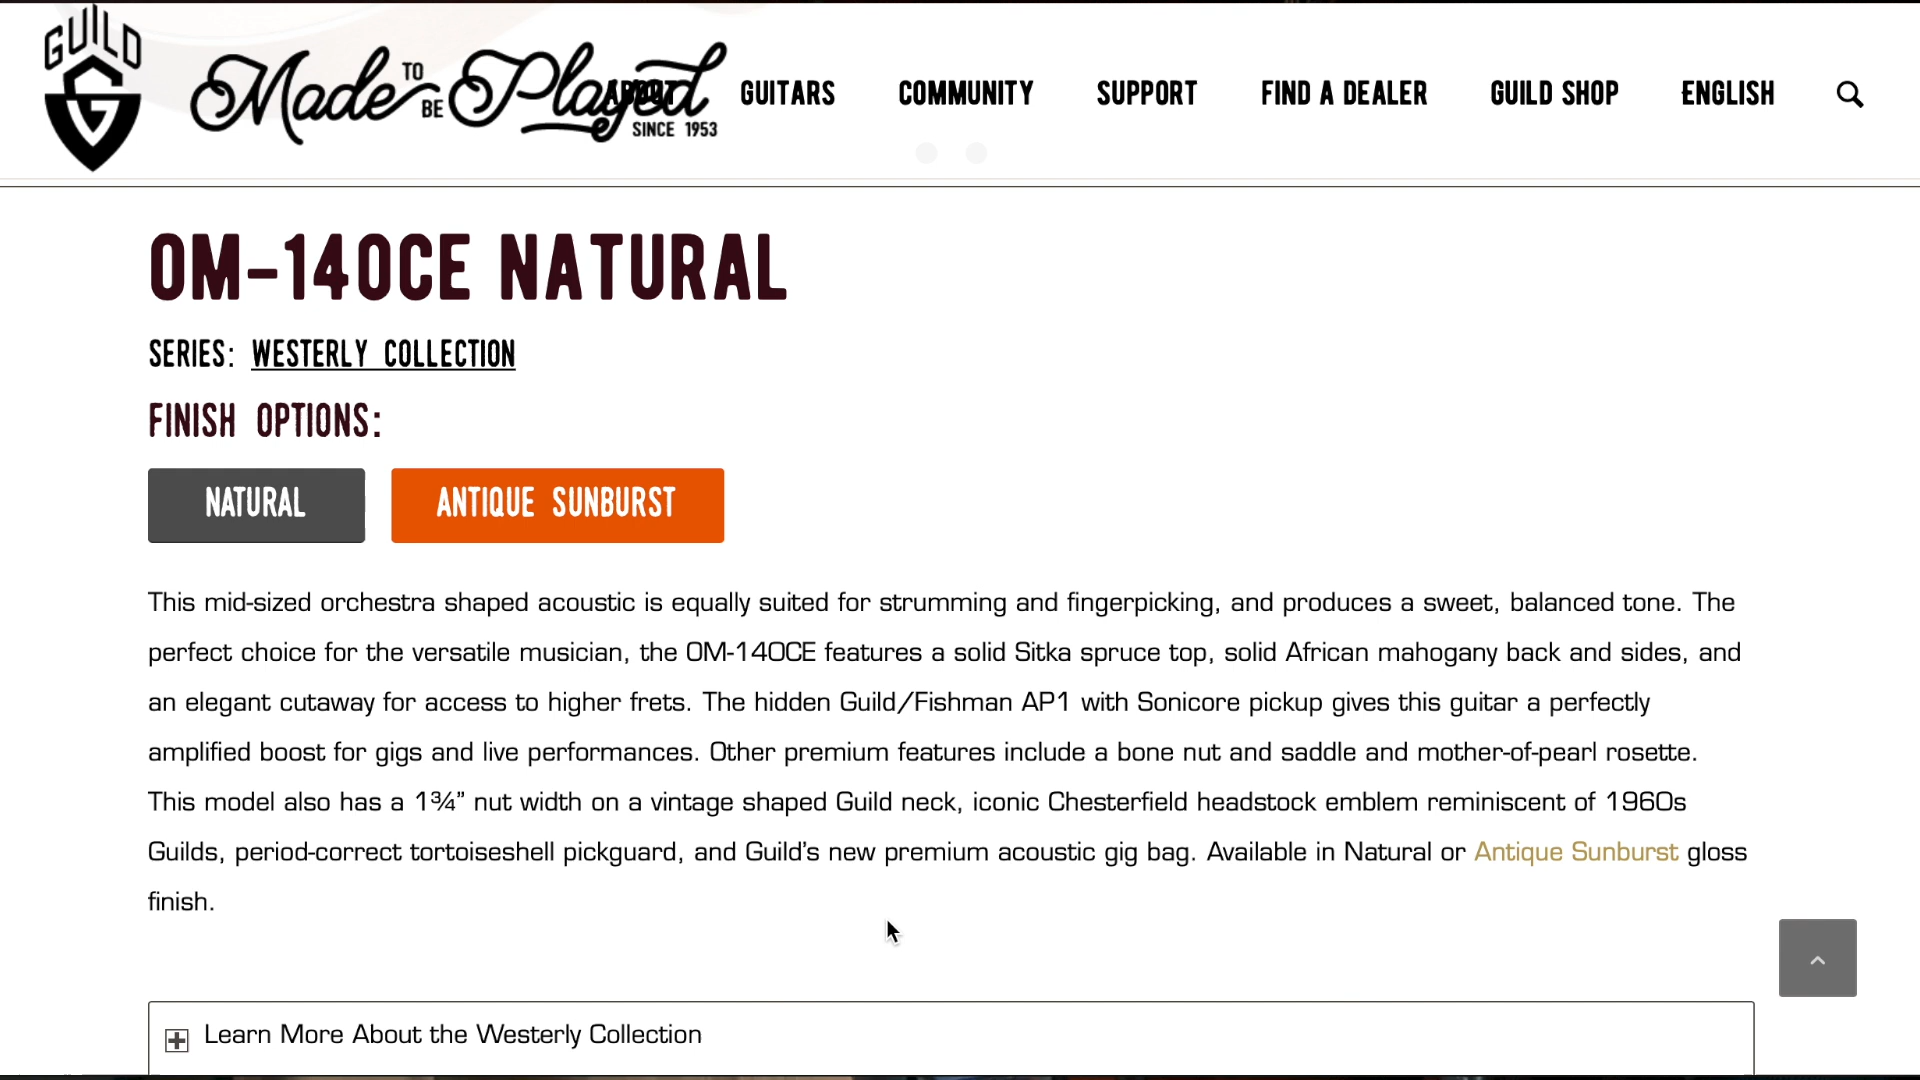 GUILD
Made TO BE Played
SINCE 1953
ABOUT
GUITARS
COMMUNITY
SUPPORT
FIND A DEALER
GUILD SHOP
ENGLISH
OM-140CE NATURAL
SERIES: WESTERLY COLLECTION
FINISH OPTIONS:
NATURAL
ANTIQUE SUNBURST
This mid-sized orchestra shaped acoustic is equally suited for strumming and fingerpicking, and produces a sweet, balanced tone. The
perfect choice for the versatile musician, the OM-140CE features a solid Sitka spruce top, solid African mahogany back and sides, and
an elegant cutaway for access to higher frets. The hidden Guild/Fishman AP1 with Sonicore pickup gives this guitar a perfectly
amplified boost for gigs and live performances. Other premium features include a bone nut and saddle and mother-of-pearl rosette.
This model also has a 1¾” nut width on a vintage shaped Guild neck, iconic Chesterfield headstock emblem reminiscent of 1960s
Guilds, period-correct tortoiseshell pickguard, and Guild’s new premium acoustic gig bag. Available in Natural or Antique Sunburst gloss
finish.
Learn More About the Westerly Collection